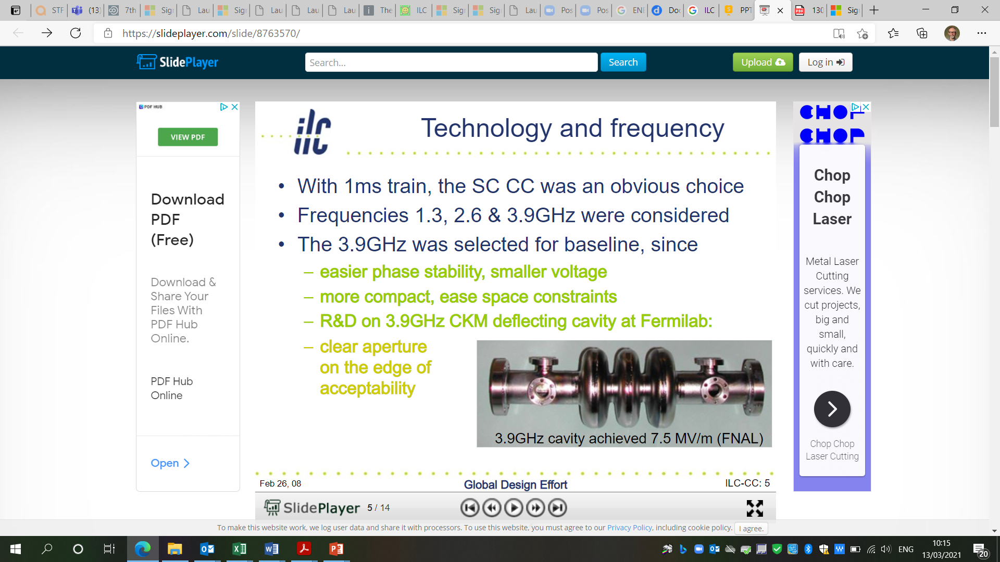 STF
(13)
7th
Sig
Lau
Sig
Lau
Lau
Lau
The
ILC
Sig
Sig
Lau
Pos
Pos
ENE
Doc
ILC
PPT
130
Sig
https://slideplayer.com/slide/8763570/
SlidePlayer
Search...
Search
Upload
Log in
PDF HUB
VIEW PDF
Download
PDF
(Free)
Download &
Share Your
Files With
PDF Hub
Online.
PDF Hub
Online
Open
ilc
Technology and frequency
• With 1ms train, the SC CC was an obvious choice
• Frequencies 1.3, 2.6 & 3.9GHz were considered
• The 3.9GHz was selected for baseline, since
– easier phase stability, smaller voltage
– more compact, ease space constraints
– R&D on 3.9GHz CKM deflecting cavity at Fermilab:
– clear aperture
on the edge of
acceptability
3.9GHz cavity achieved 7.5 MV/m (FNAL)
Feb 26, 08
Global Design Effort
ILC-CC: 5
SlidePlayer
5 / 14
CHOP
CHOP
Chop
Chop
Laser
Metal Laser
Cutting
services. We
cut projects,
big and
small,
quickly and
with care.
Chop Chop
Laser Cutting
To make this website work, we log user data and share it with processors. To use this website, you must agree to our Privacy Policy, including cookie policy.
I agree.
ENG
10:15
13/03/2021
20